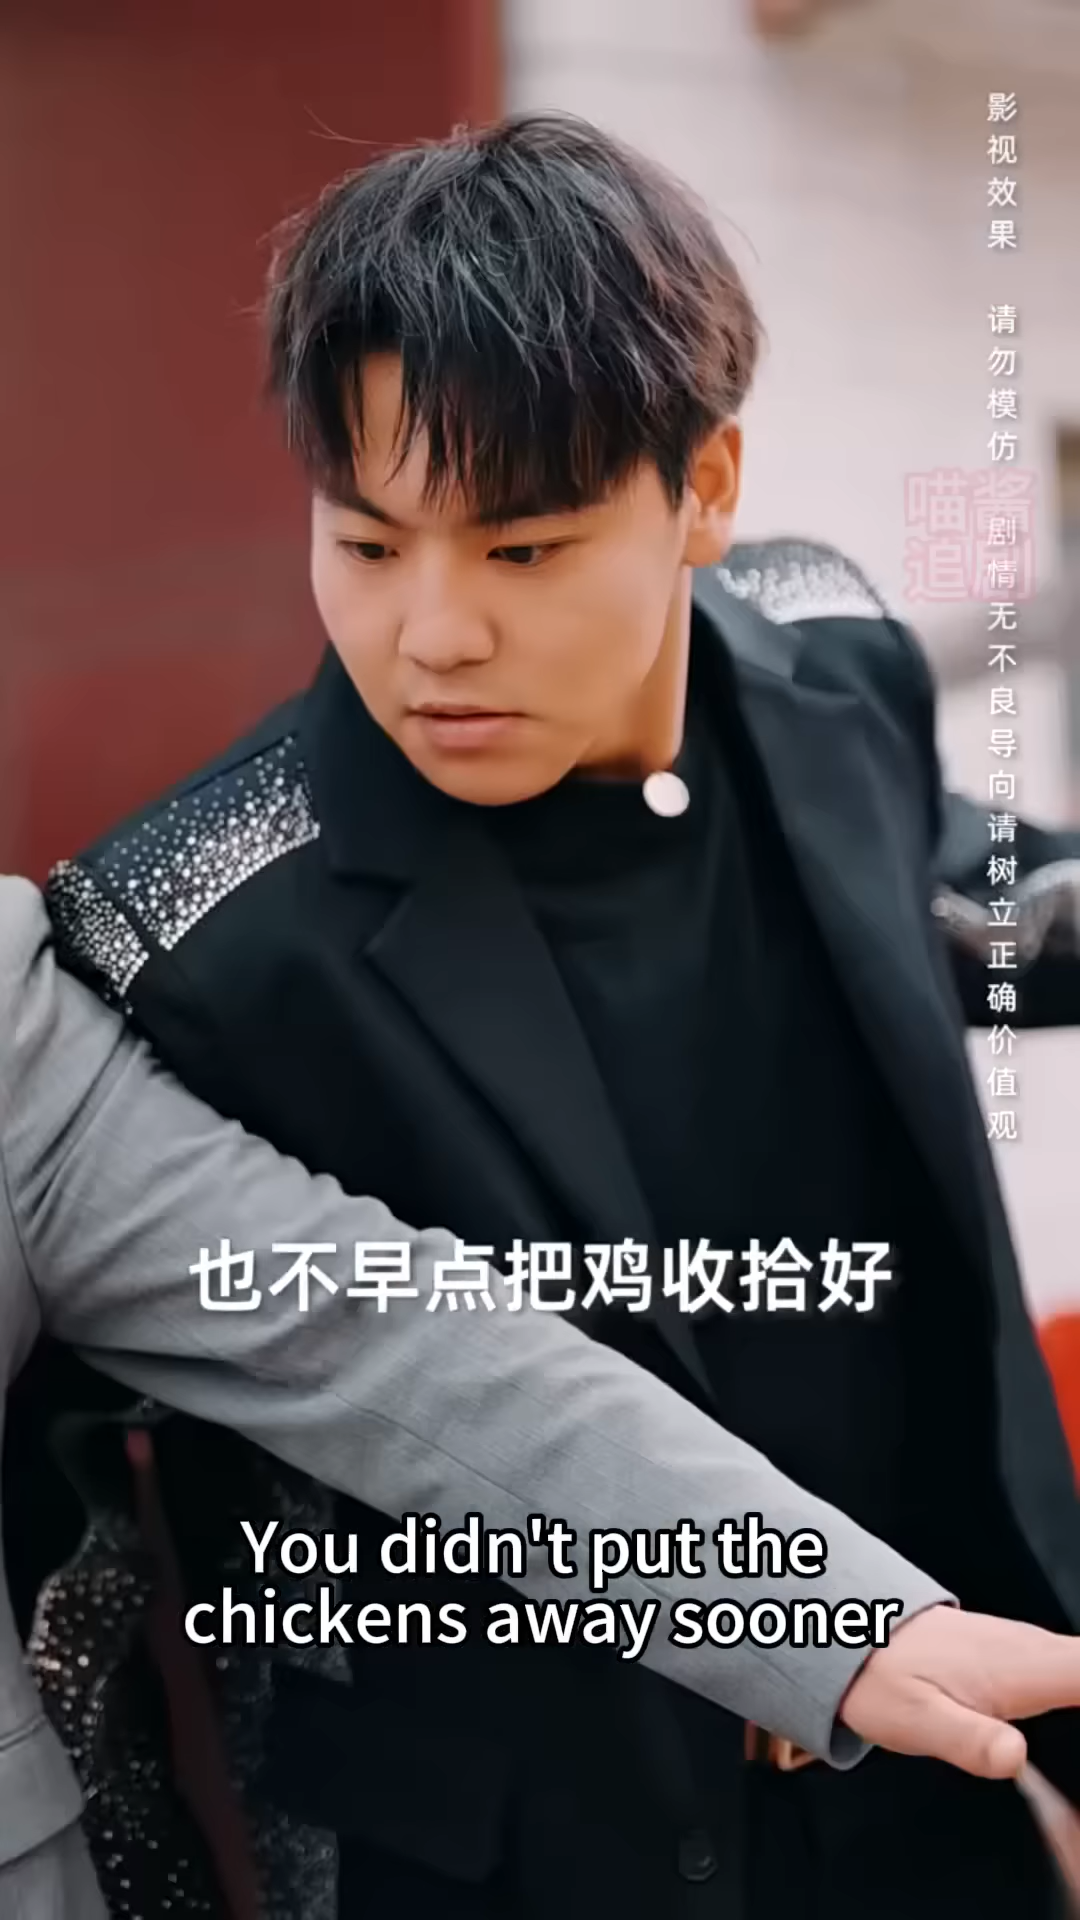 影视效果 请勿模仿 剧情无不良导向请树立正确价值观
喵酱
追剧
也不早点把鸡收拾好
You didn't put the
chickens away sooner